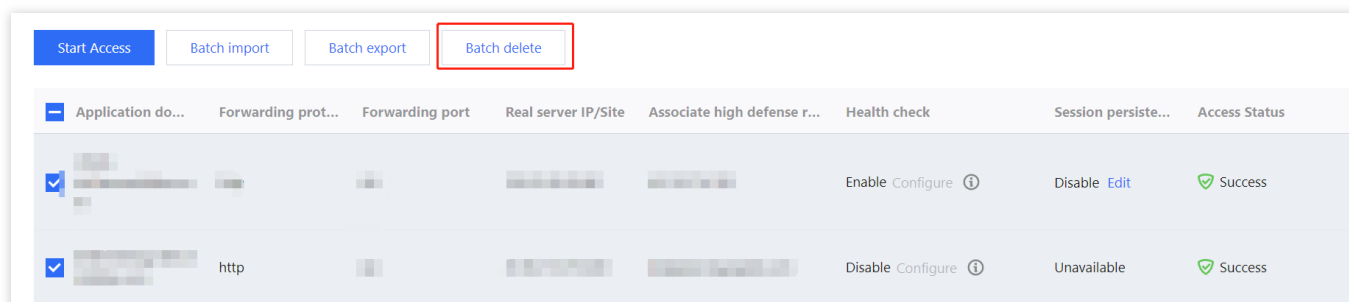 Start Access Batch import Batch export Batch delete
Application do... Forwarding prot... Forwarding port Real server IP/Site Associate high defense r... Health check Session persiste... Access Status
Enable Configure Disable Edit Success
http Disable Configure Unavailable Success